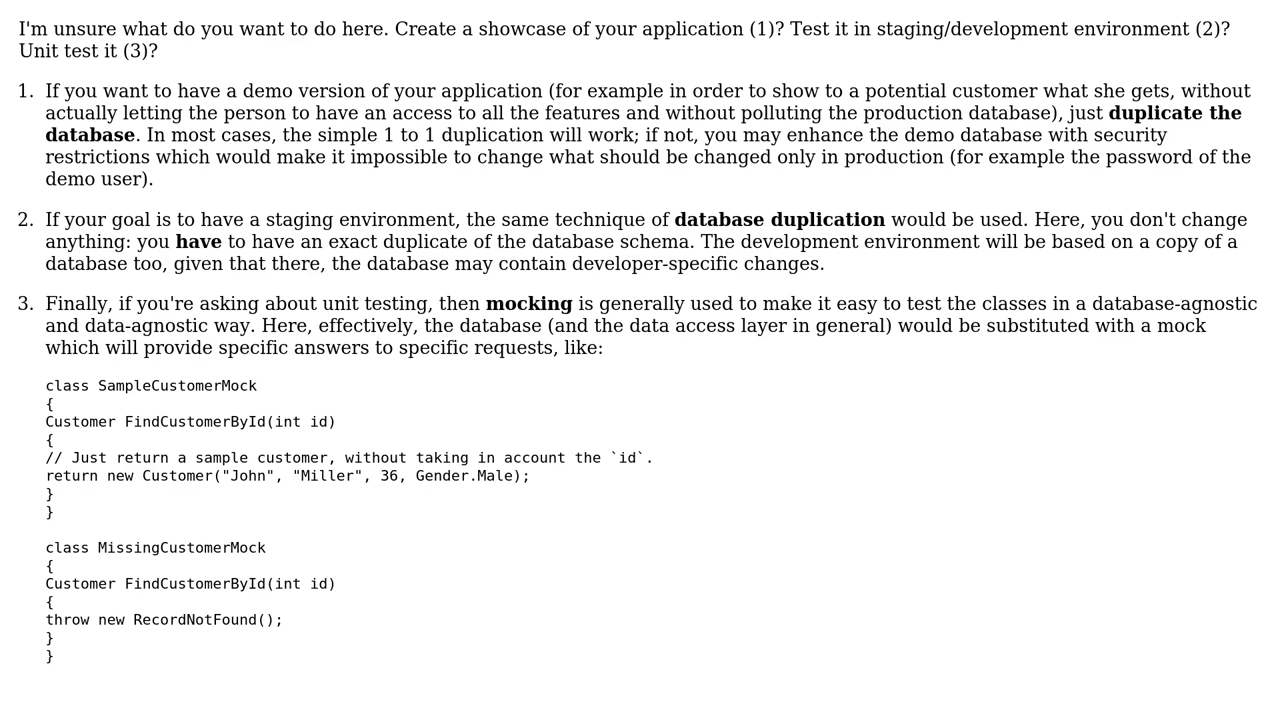 I'm unsure what do you want to do here. Create a showcase of your application (1)? Test it in staging/development environment (2)?
Unit test it (3)?
1. If you want to have a demo version of your application (for example in order to show to a potential customer what she gets, without
actually letting the person to have an access to all the features and without polluting the production database), just duplicate the
database. In most cases, the simple 1 to 1 duplication will work; if not, you may enhance the demo database with security
restrictions which would make it impossible to change what should be changed only in production (for example the password of the
demo user).
2. If your goal is to have a staging environment, the same technique of database duplication would be used. Here, you don't change
anything: you have to have an exact duplicate of the database schema. The development environment will be based on a copy of a
database too, given that there, the database may contain developer-specific changes.
3. Finally, if you're asking about unit testing, then mocking is generally used to make it easy to test the classes in a database-agnostic
and data-agnostic way. Here, effectively, the database (and the data access layer in general) would be substituted with a mock
which will provide specific answers to specific requests, like:
class SampleCustomerMock
{
Customer FindCustomerById(int id)
{
// Just return a sample customer, without taking in account the `id`.
return new Customer("John", "Miller", 36, Gender.Male);
}
}
class MissingCustomerMock
{
Customer FindCustomerById(int id)
{
throw new RecordNotFound();
}
}